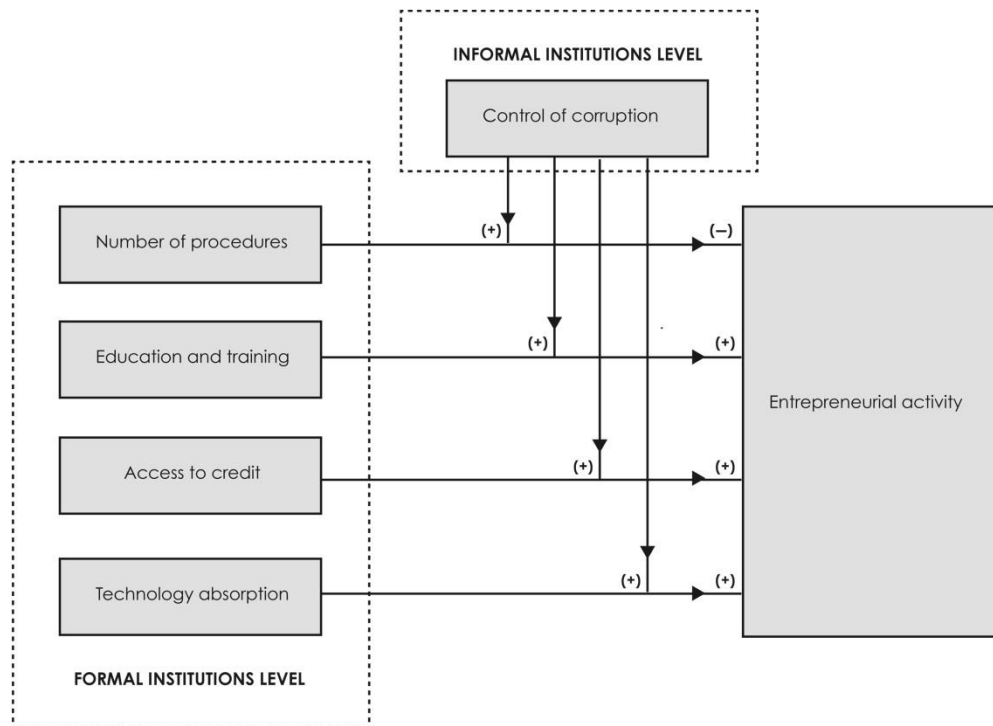 INFORMAL INSTITUTIONS LEVEL
Control of corruption
Number of procedures
(+)
(–)
Education and training
(+)
(+)
Entrepreneurial activity
Access to credit
(+)
(+)
Technology absorption
(+)
(+)
FORMAL INSTITUTIONS LEVEL